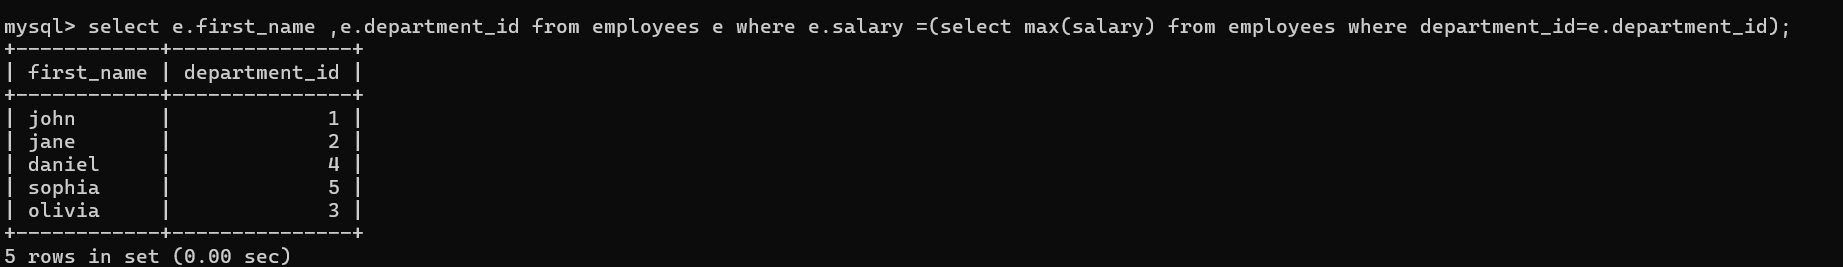 mysql> select e.first_name ,e.department_id from employees e where e.salary =(select max(salary) from employees where department_id=e.department_id);
+------------+---------------+
| first_name | department_id |
+------------+---------------+
| john       |             1 |
| jane       |             2 |
| daniel     |             4 |
| sophia     |             5 |
| olivia     |             3 |
+------------+---------------+
5 rows in set (0.00 sec)